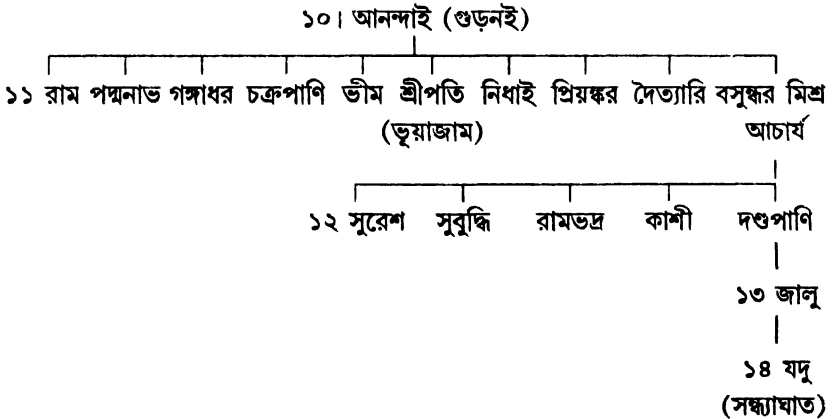 ১০। আনন্দাই (গুড়নই)
১১ রাম পদ্মনাভ গঙ্গাধর চক্রপাণি ভীম শ্রীপতি নিধাই প্রিয়ঙ্কর দৈত্যারি বসুন্ধর মিশ্র
(ভূয়াজাম) আচার্য
১২ সুরেশ সুবুদ্ধি রামভদ্র কাশী দণ্ডপাণি
১৩ জালু
১৪ যদু
(সন্ধ্যাঘাত)